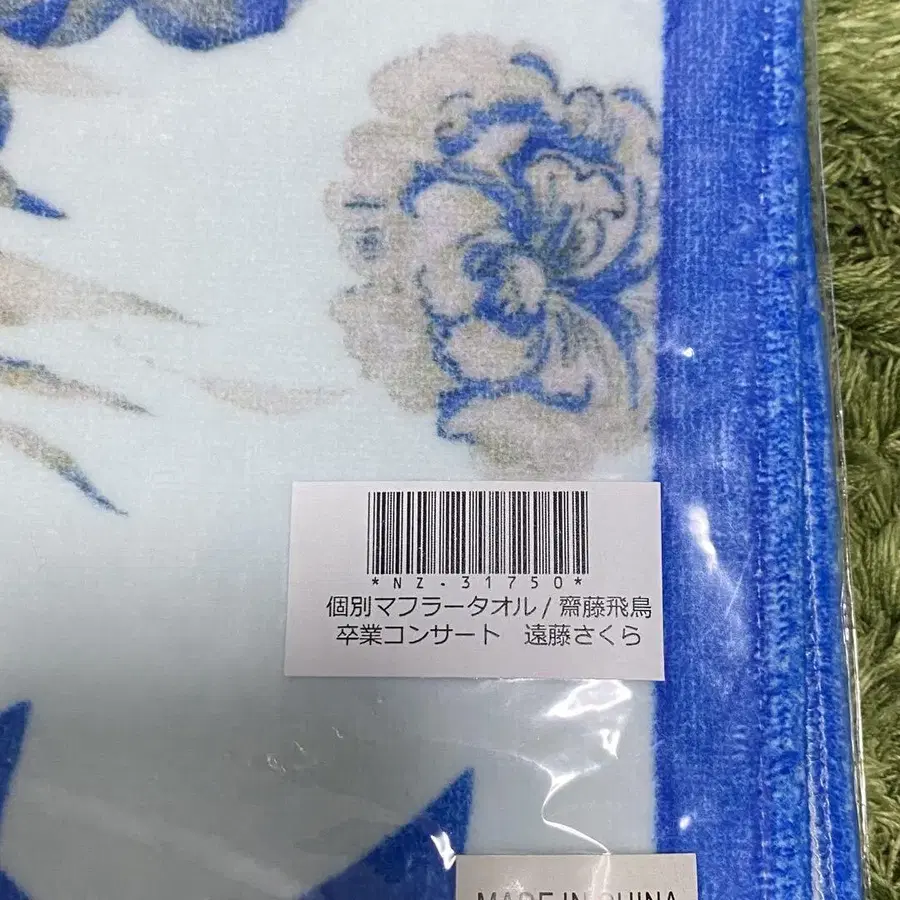 *NZ-31750*
個別マフラータオル/齋藤飛鳥
卒業コンサート　遠藤さくら
MADE IN CHINA